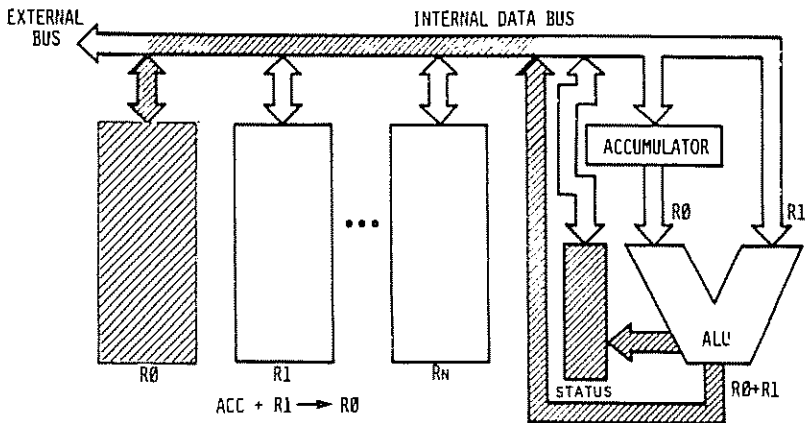 EXTERNAL
BUS
INTERNAL DATA BUS
ACCUMULATOR
RØ
R1
ALU
RØ
R1
RN
STATUS
RØ+R1
ACC + R1 → RØ